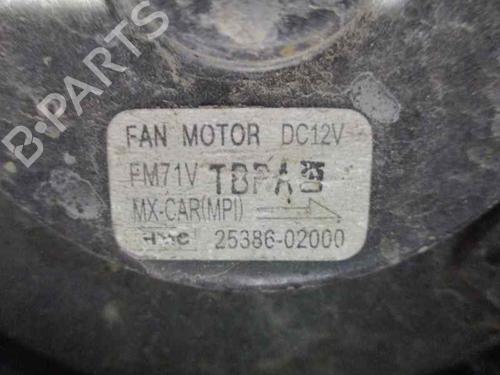 B-PARTS
FAN MOTOR DC12V
FM71V TBPA
MX-CAR(MPI)
25386-02000